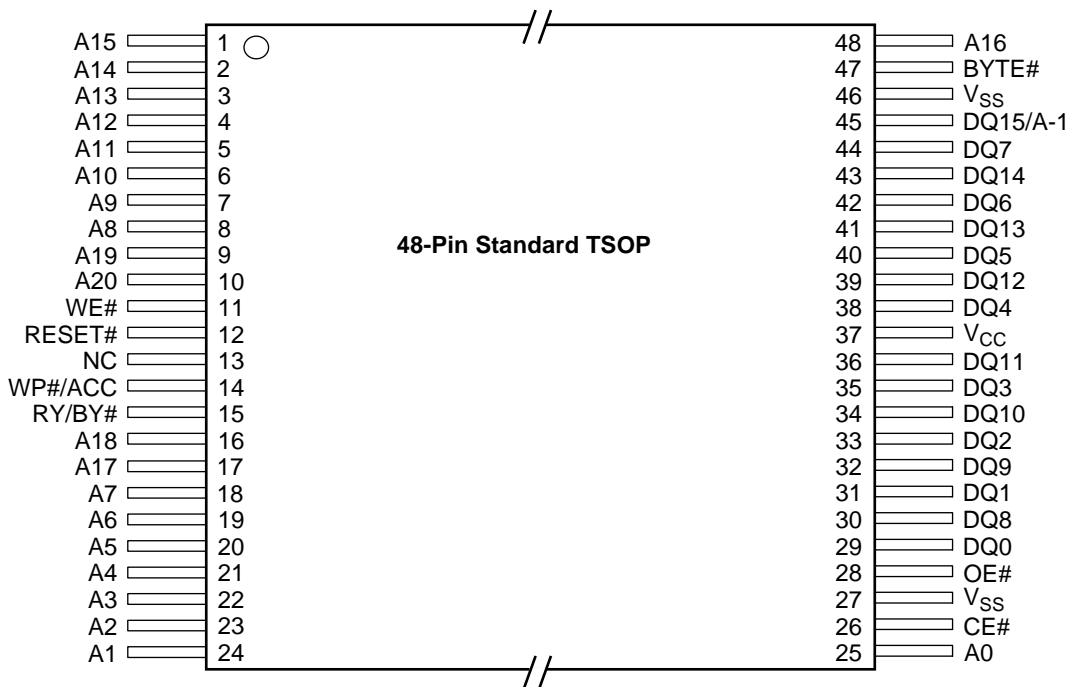 A15 1 48 A16
A14 2 47 BYTE#
A13 3 46 VSS
A12 4 45 DQ15/A-1
A11 5 44 DQ7
A10 6 43 DQ14
A9 7 42 DQ6
A8 8 41 DQ13
48-Pin Standard TSOP
A19 9 40 DQ5
A20 10 39 DQ12
WE# 11 38 DQ4
RESET# 12 37 VCC
NC 13 36 DQ11
WP#/ACC 14 35 DQ3
RY/BY# 15 34 DQ10
A18 16 33 DQ2
A17 17 32 DQ9
A7 18 31 DQ1
A6 19 30 DQ8
A5 20 29 DQ0
A4 21 28 OE#
A3 22 27 VSS
A2 23 26 CE#
A1 24 25 A0